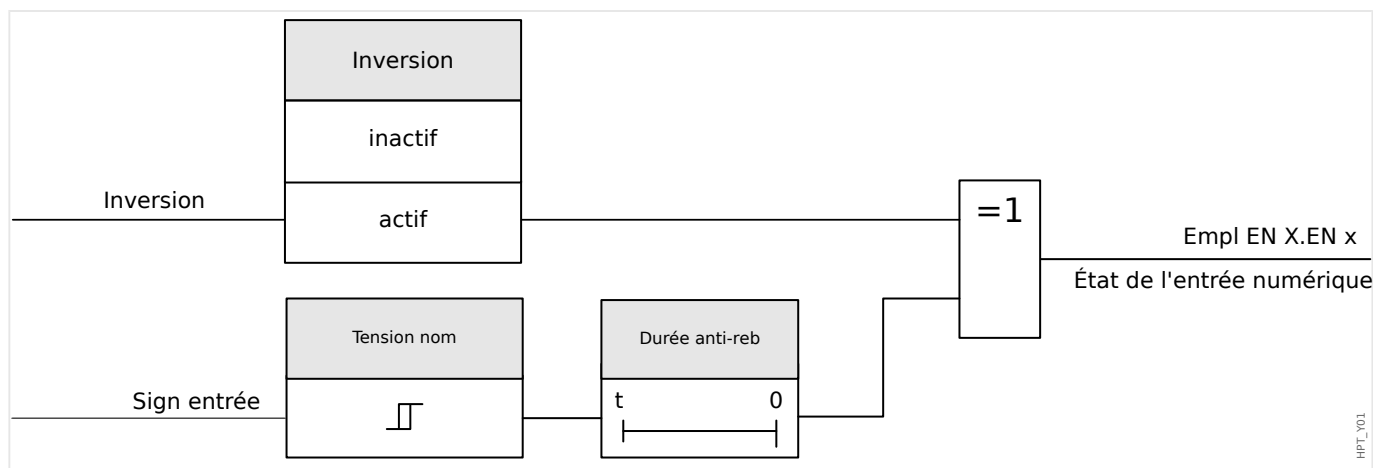 Inversion
inactif
Inversion
actif
=1
Empl EN X.EN x
État de l'entrée numérique
Tension nom
Durée anti-reb
Sign entrée
t 0
HPT_Y01